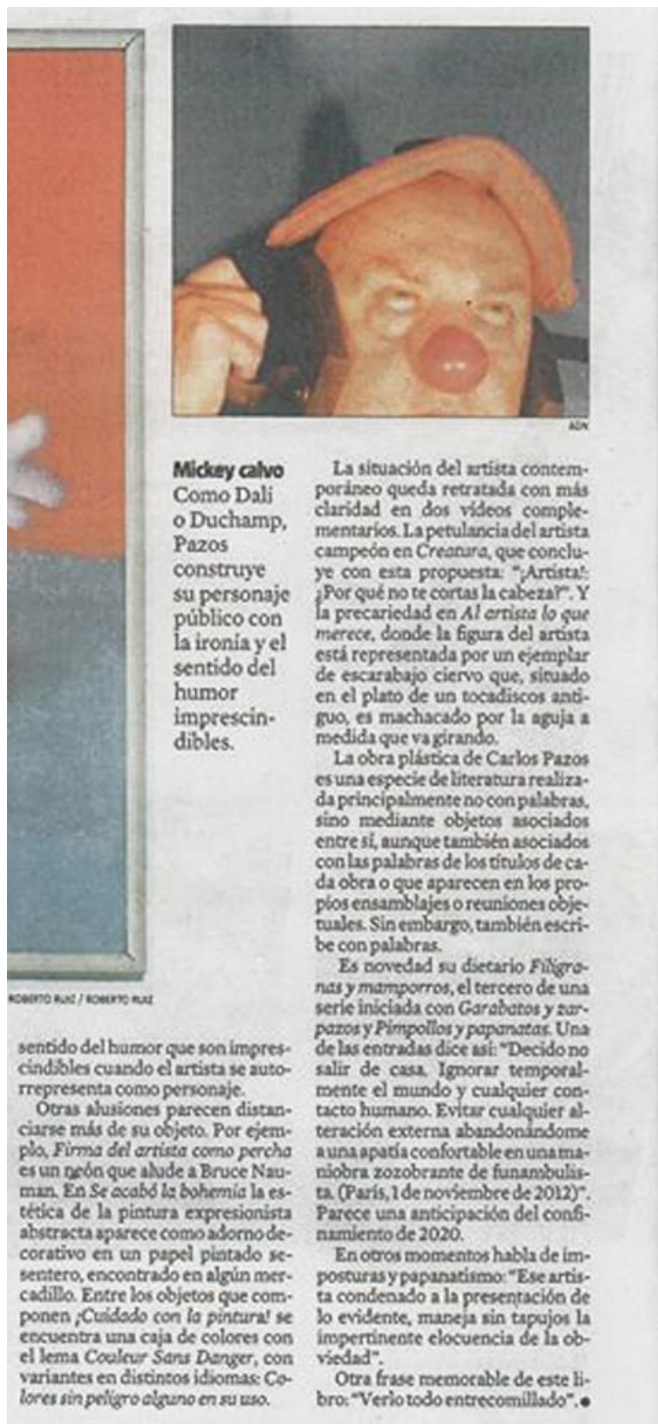 ADN
Mickey calvo
Como Dalí
o Duchamp,
Pazos
construye
su personaje
público con
la ironía y el
sentido del
humor
imprescin-
dibles.
ROBERTO RUIZ / ROBERTO RUIZ
sentido del humor que son impres-
cindibles cuando el artista se auto-
rrepresenta como personaje.
Otras alusiones parecen distan-
ciarse más de su objeto. Por ejem-
plo, Firma del artista como percha
es un neón que alude a Bruce Nau-
man. En Se acabó la bohemia la es-
tética de la pintura expresionista
abstracta aparece como adorno de-
corativo en un papel pintado se-
sentero, encontrado en algún mer-
cadillo. Entre los objetos que com-
ponen ¡Cuidado con la pintura! se
encuentra una caja de colores con
el lema Couleur Sans Danger, con
variantes en distintos idiomas: Co-
lores sin peligro alguno en su uso.
La situación del artista contem-
poráneo queda retratada con más
claridad en dos vídeos comple-
mentarios. La petulancia del artista
campeón en Creatura, que conclu-
ye con esta propuesta: "¡Artista!:
¿Por qué no te cortas la cabeza?". Y
la precariedad en Al artista lo que
merece, donde la figura del artista
está representada por un ejemplar
de escarabajo ciervo que, situado
en el plato de un tocadiscos anti-
guo, es machacado por la aguja a
medida que va girando.
La obra plástica de Carlos Pazos
es una especie de literatura realiza-
da principalmente no con palabras,
sino mediante objetos asociados
entre sí, aunque también asociados
con las palabras de los títulos de ca-
da obra o que aparecen en los pro-
pios ensamblajes o reuniones obje-
tuales. Sin embargo, también escri-
be con palabras.
Es novedad su dietario Filigra-
nas y mamporros, el tercero de una
serie iniciada con Garabatos y zar-
pazos y Pimpollos y papanatas. Una
de las entradas dice así: "Decido no
salir de casa. Ignorar temporal-
mente el mundo y cualquier con-
tacto humano. Evitar cualquier al-
teración externa abandonándome
a una apatía confortable en una ma-
niobra zozobrante de funambulis-
ta. (París, 1 de noviembre de 2012)".
Parece una anticipación del confi-
namiento de 2020.
En otros momentos habla de im-
posturas y papanatismo: "Ese artis-
ta condenado a la presentación de
lo evidente, maneja sin tapujos la
impertinente elocuencia de la ob-
viedad".
Otra frase memorable de este li-
bro: "Verlo todo entrecomillado".●